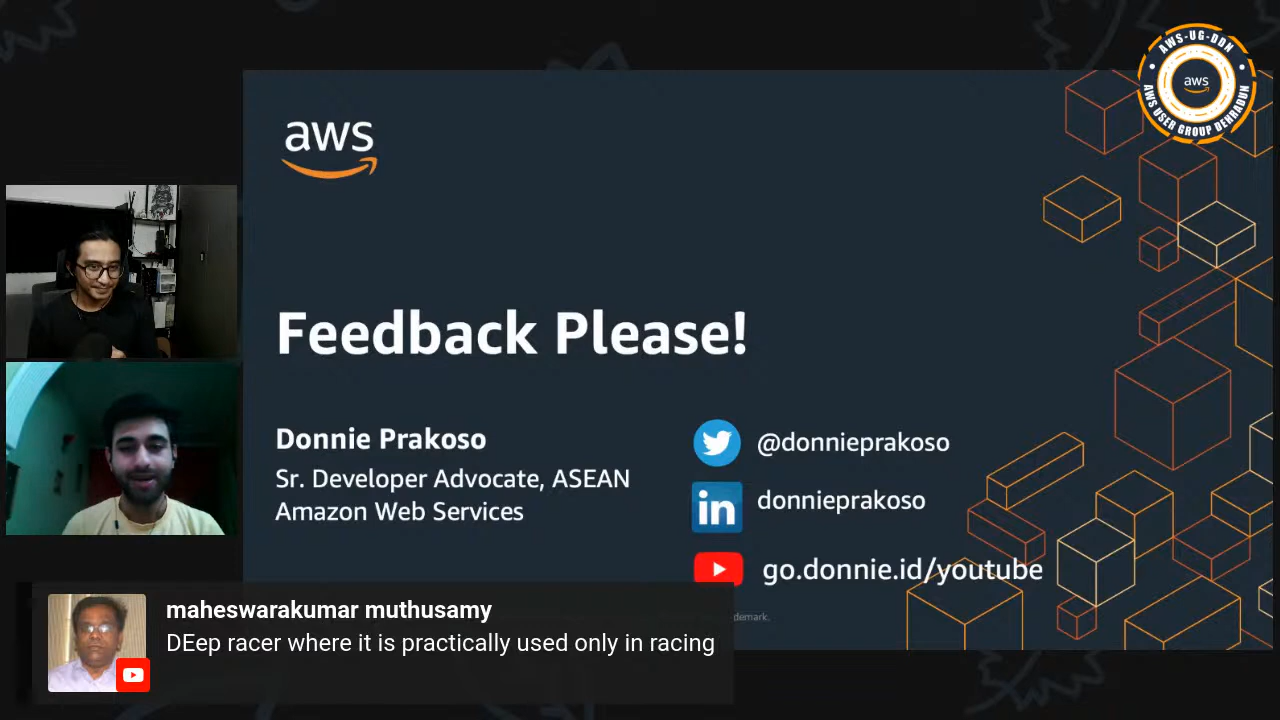 AWS-UG-DDN
aws
AWS USER GROUP DEHRADUN
aws
Feedback Please!
Donnie Prakoso
Sr. Developer Advocate, ASEAN
Amazon Web Services
@donnieprakoso
in
donnieprakoso
go.donnie.id/youtube
demark.
maheswarakumar muthusamy
DEep racer where it is practically used only in racing